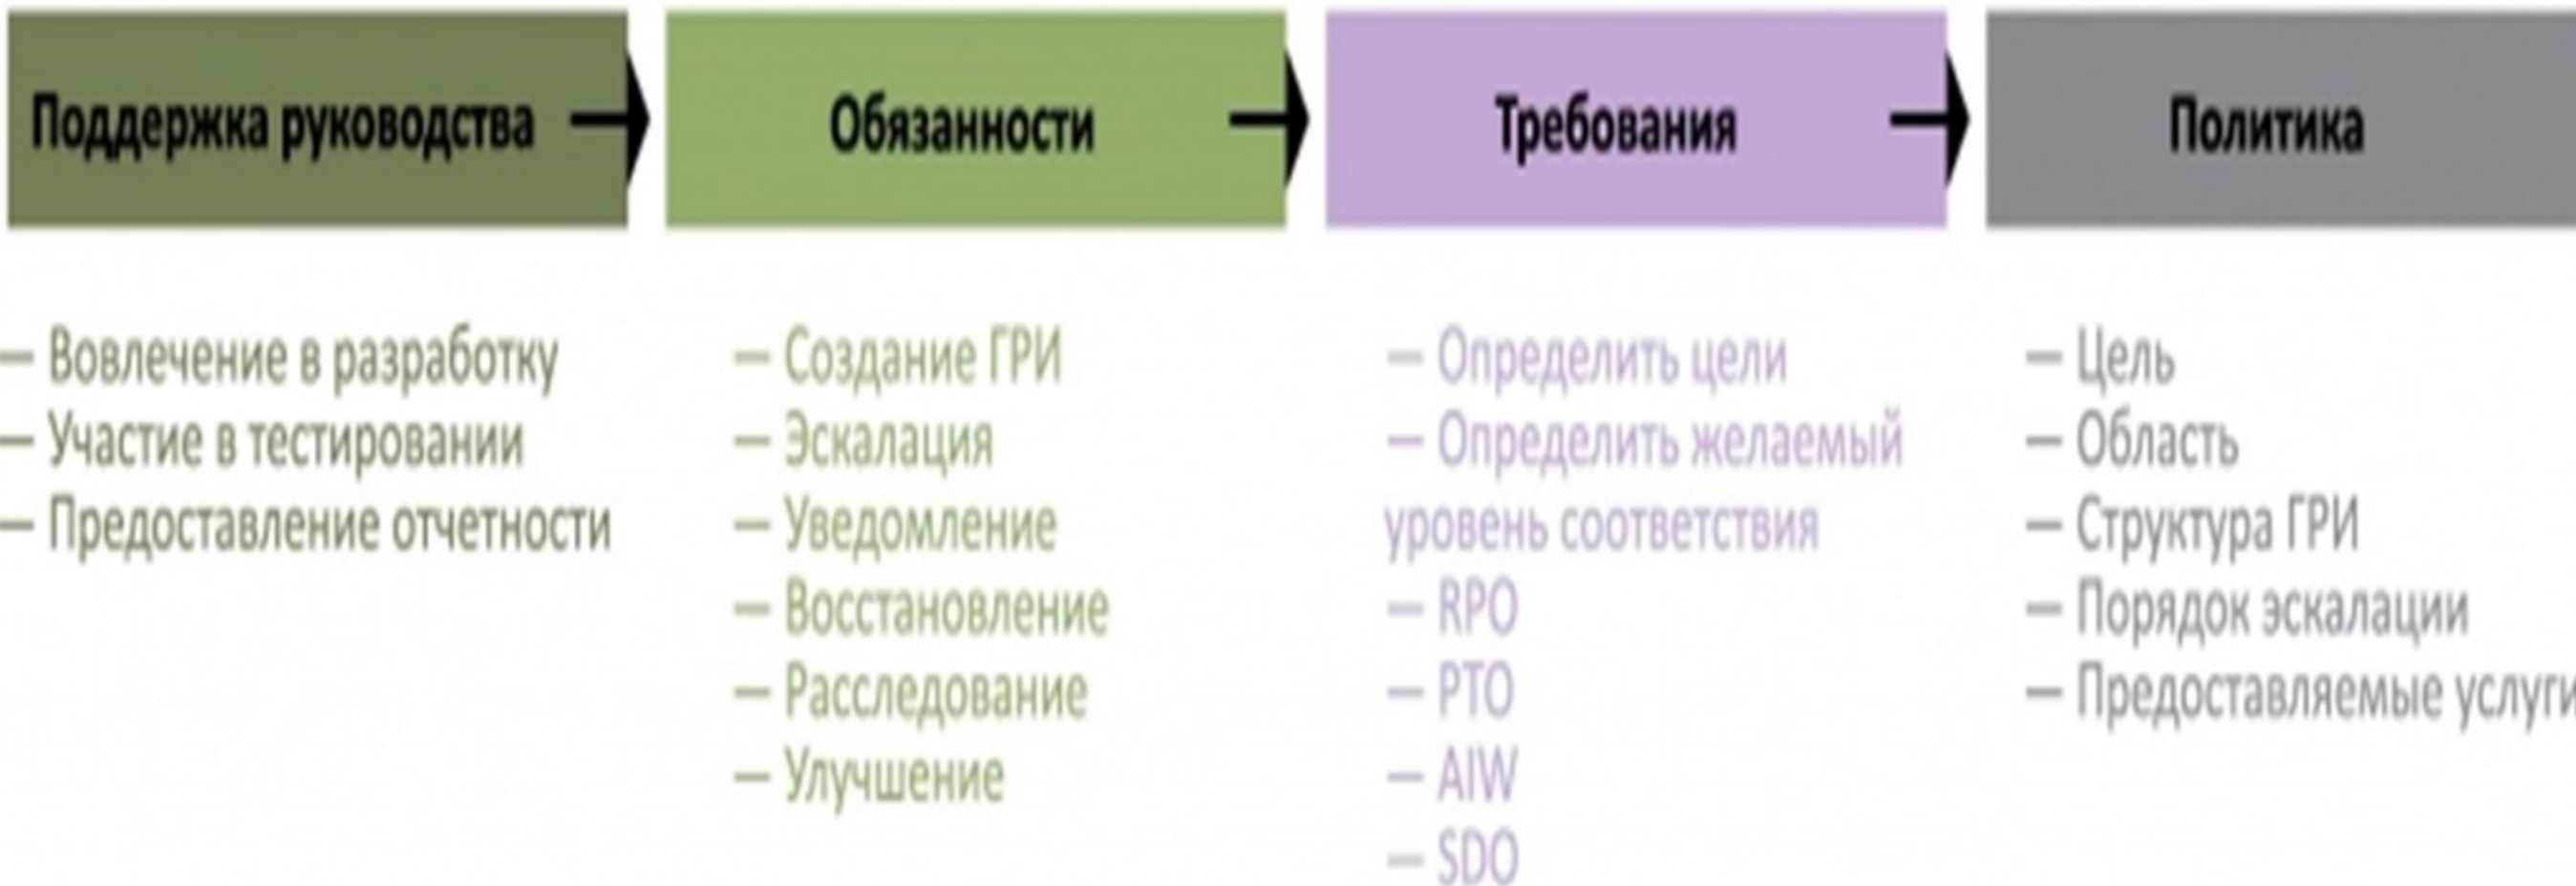 Поддержка руководства
Обязанности
Требования
Политика
— Вовлечение в разработку
— Участие в тестировании
— Предоставление отчетности
— Создание ГРИ
— Эскалация
— Уведомление
— Восстановление
— Расследование
— Улучшение
— Определить цели
— Определить желаемый
уровень соответствия
— RPO
— PTO
— AIW
— SDO
— Цель
— Область
— Структура ГРИ
— Порядок эскалации
— Предоставляемые услуги